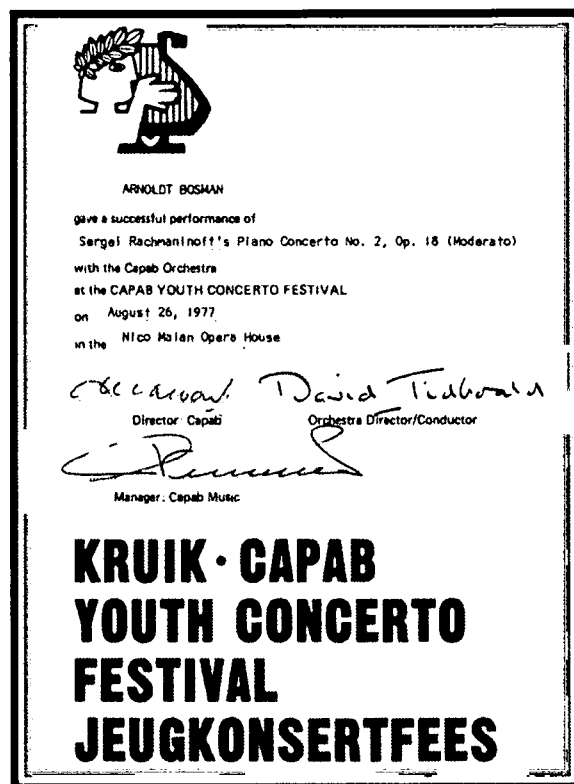 ARNOLDT BOSMAN
gave a successful performance of
Sergei Rachmaninoff's Piano Concerto No. 2, Op. 18 (Moderato)
with the Capab Orchestra
at the CAPAB YOUTH CONCERTO FESTIVAL
on August 26, 1977
in the Nico Malan Opera House
David Tidboald
Director: Capab Orchestra Director/Conductor
Manager: Capab Music
KRUIK · CAPAB
YOUTH CONCERTO
FESTIVAL
JEUGKONSERTFEES